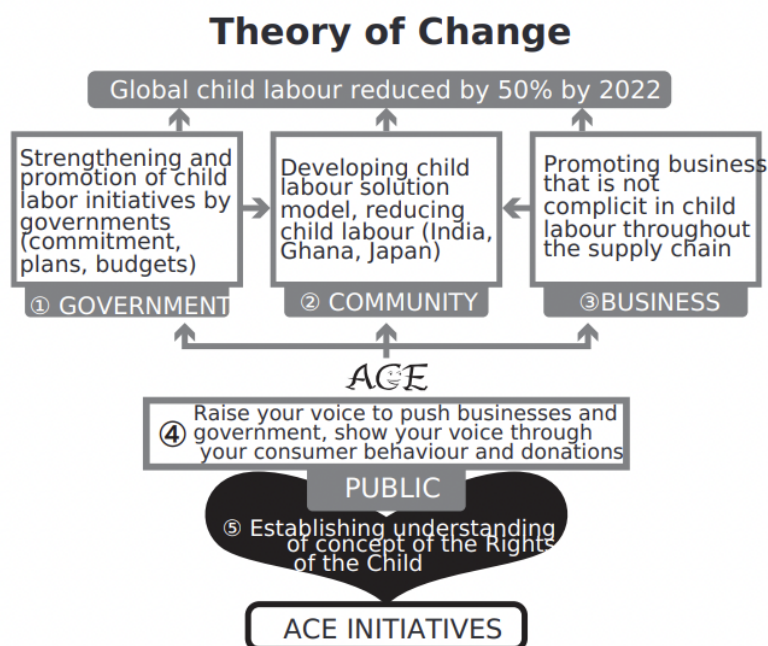 Theory of Change
Global child labour reduced by 50% by 2022
Strengthening and
promotion of child
labor initiatives by
governments
(commitment,
plans, budgets)
① GOVERNMENT
Developing child
labour solution
model, reducing
child labour (India,
Ghana, Japan)
② COMMUNITY
Promoting business
that is not
complicit in child
labour throughout
the supply chain
③BUSINESS
ACE
④
Raise your voice to push businesses and
government, show your voice through
your consumer behaviour and donations
PUBLIC
⑤ Establishing understanding
of concept of the Rights
of the Child
ACE INITIATIVES